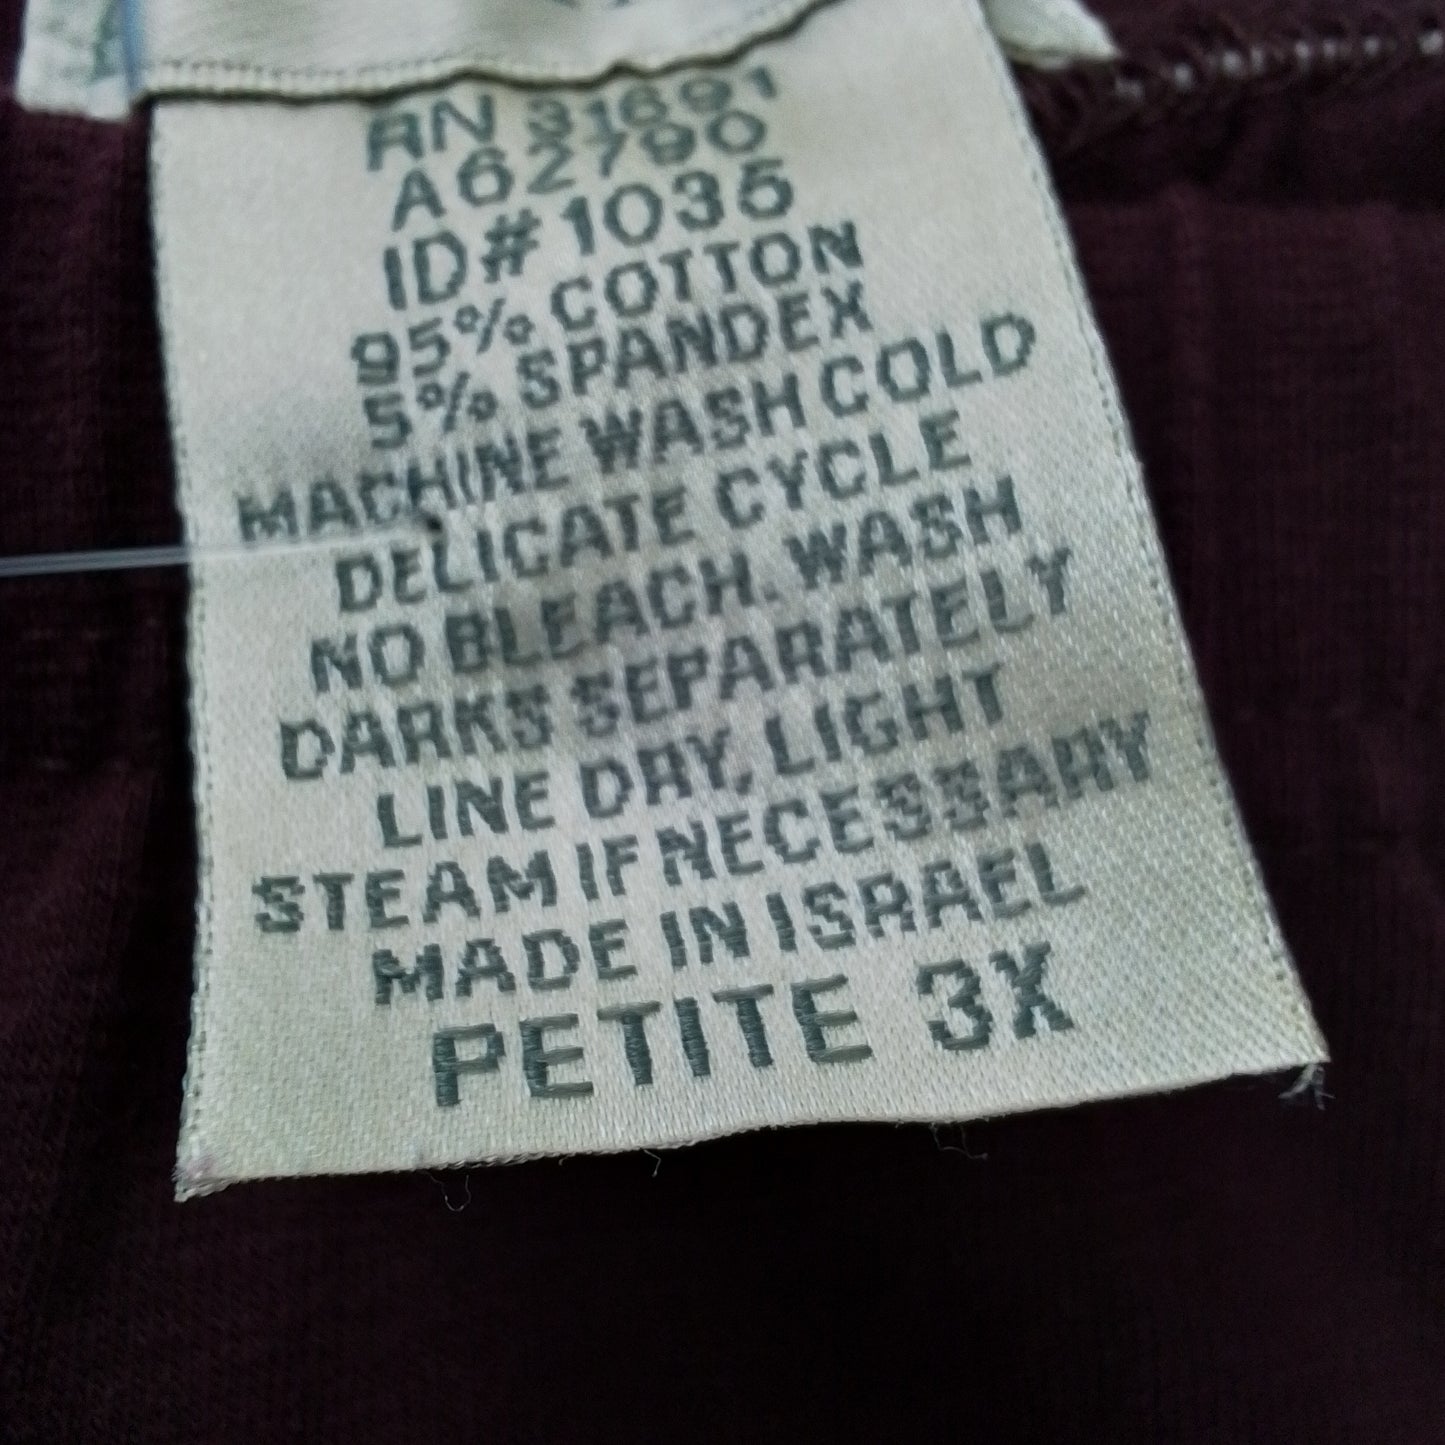 RN 31691
A62790
ID#1035
95% COTTON
5% SPANDEX
MACHINE WASH COLD
DELICATE CYCLE
NO BLEACH. WASH
DARKS SEPARATELY
LINE DRY, LIGHT
STEAM IF NECESSARY
MADE IN ISRAEL
PETITE 3X